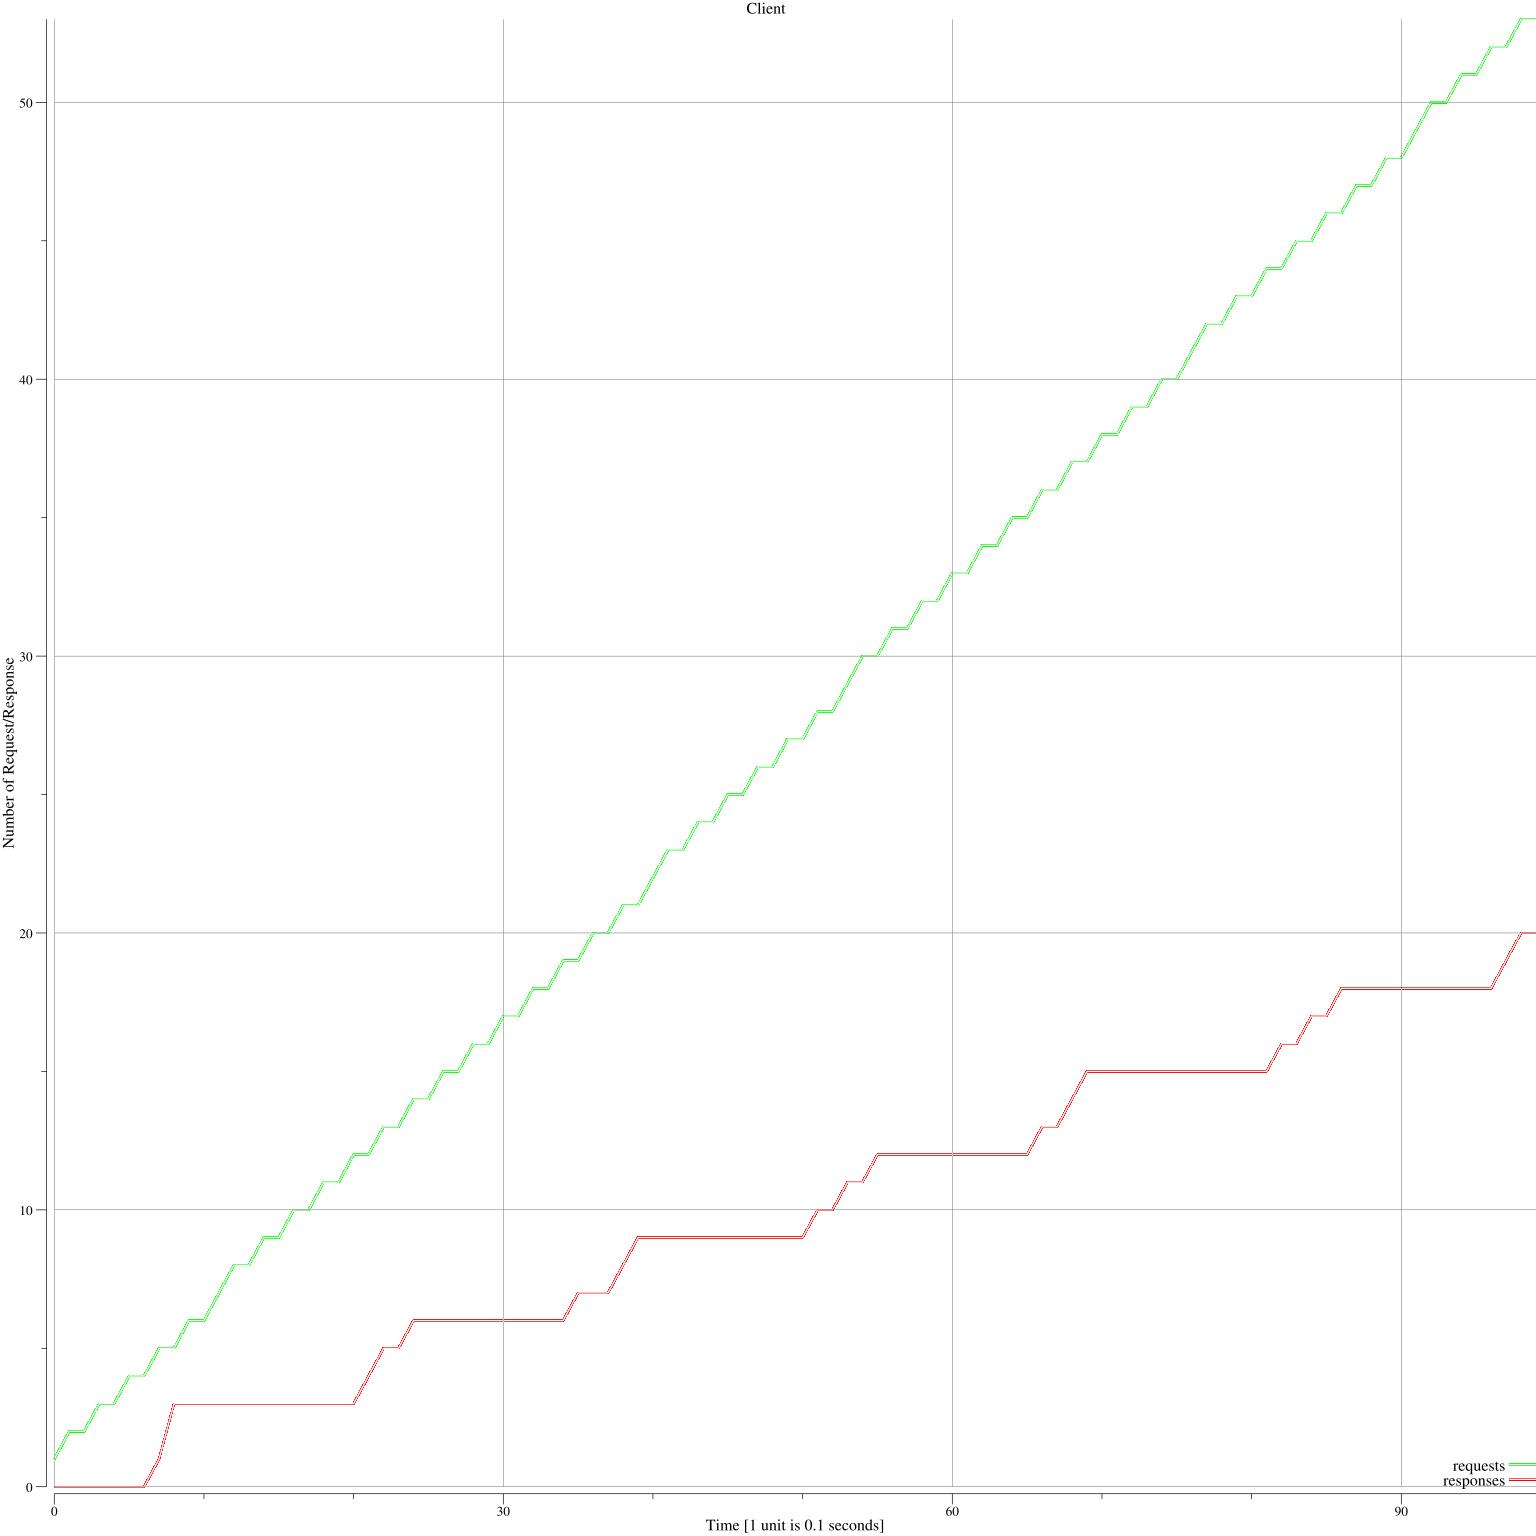 Client
50
40
30
20
10
0
Number of Request/Response
requests
responses
0 30 60 90
Time [1 unit is 0.1 seconds]